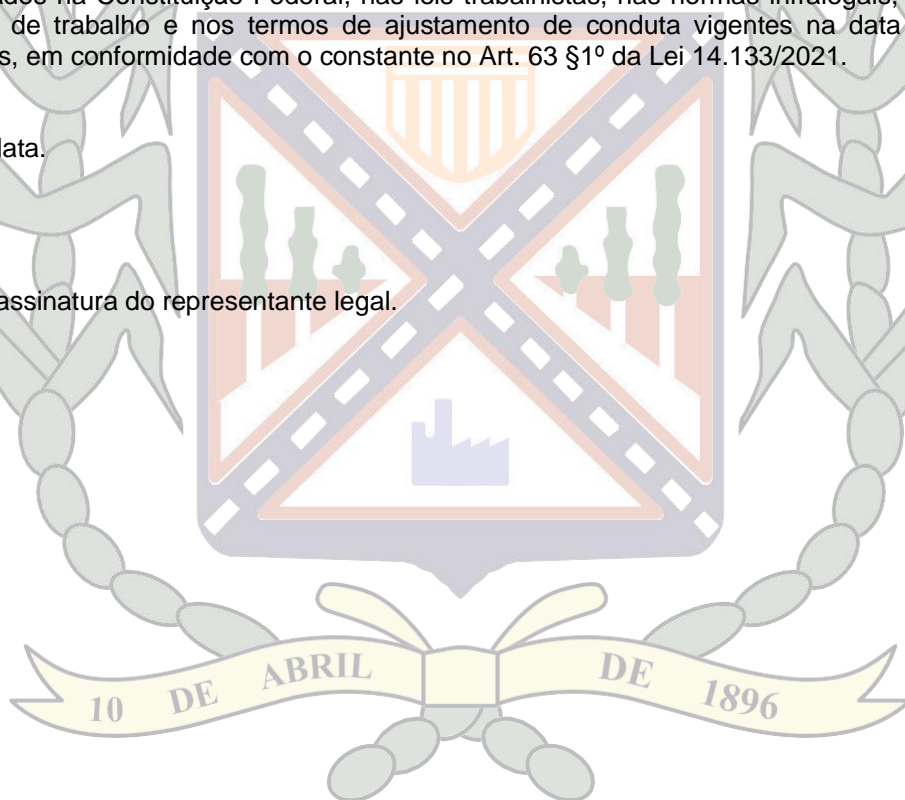 na Constituição Federal, nas leis trabalhistas, nas normas infralegais,
de trabalho e nos termos de ajustamento de conduta vigentes na data
em conformidade com o constante no Art. 63 §1º da Lei 14.133/2021.
data.
assinatura do representante legal.
10 DE ABRIL DE 1896